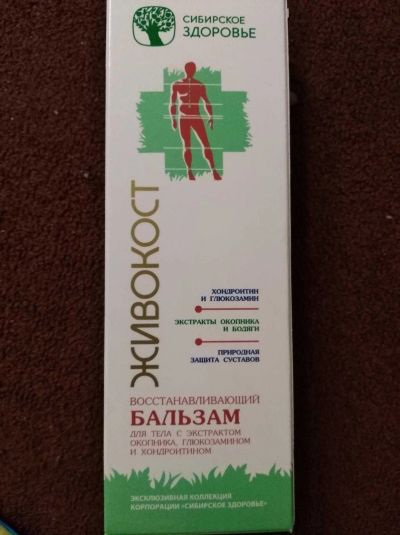 СИБИРСКОЕ
ЗДОРОВЬЕ
ЖИВОКОСТ
ХОНДРОИТИН
И ГЛЮКОЗАМИН
ЭКСТРАКТЫ ОКОПНИКА
И БОДЯГИ
ПРИРОДНАЯ
ЗАЩИТА СУСТАВОВ
ВОССТАНАВЛИВАЮЩИЙ
БАЛЬЗАМ
ДЛЯ ТЕЛА С ЭКСТРАКТОМ
ОКОПНИКА, ГЛЮКОЗАМИНОМ
И ХОНДРОИТИНОМ
ЭКСКЛЮЗИВНАЯ КОЛЛЕКЦИЯ
КОРПОРАЦИИ «СИБИРСКОЕ ЗДОРОВЬЕ»